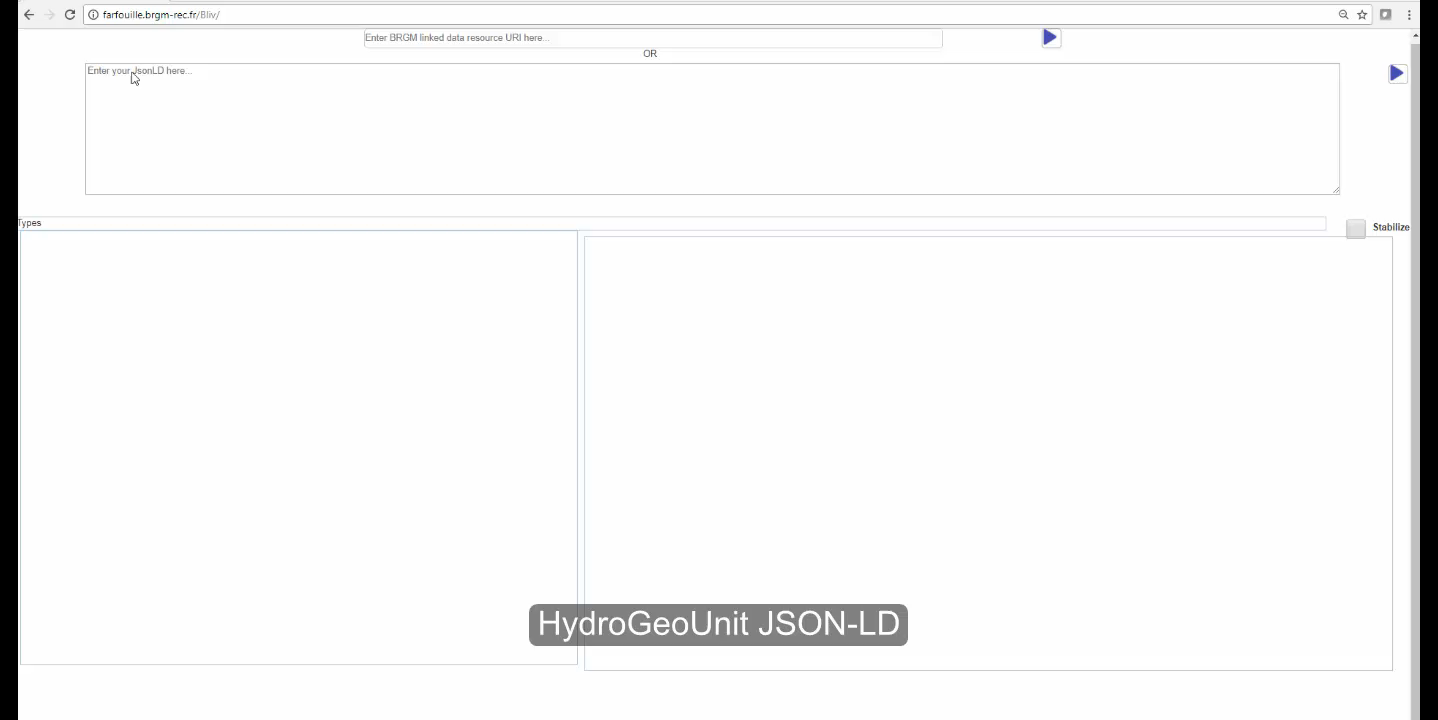 farfouille.brgm-rec.fr/Bliv/
Enter BRGM linked data resource URI here...
OR
Enter your JsonLD here...
Types
Stabilize
HydroGeoUnit JSON-LD